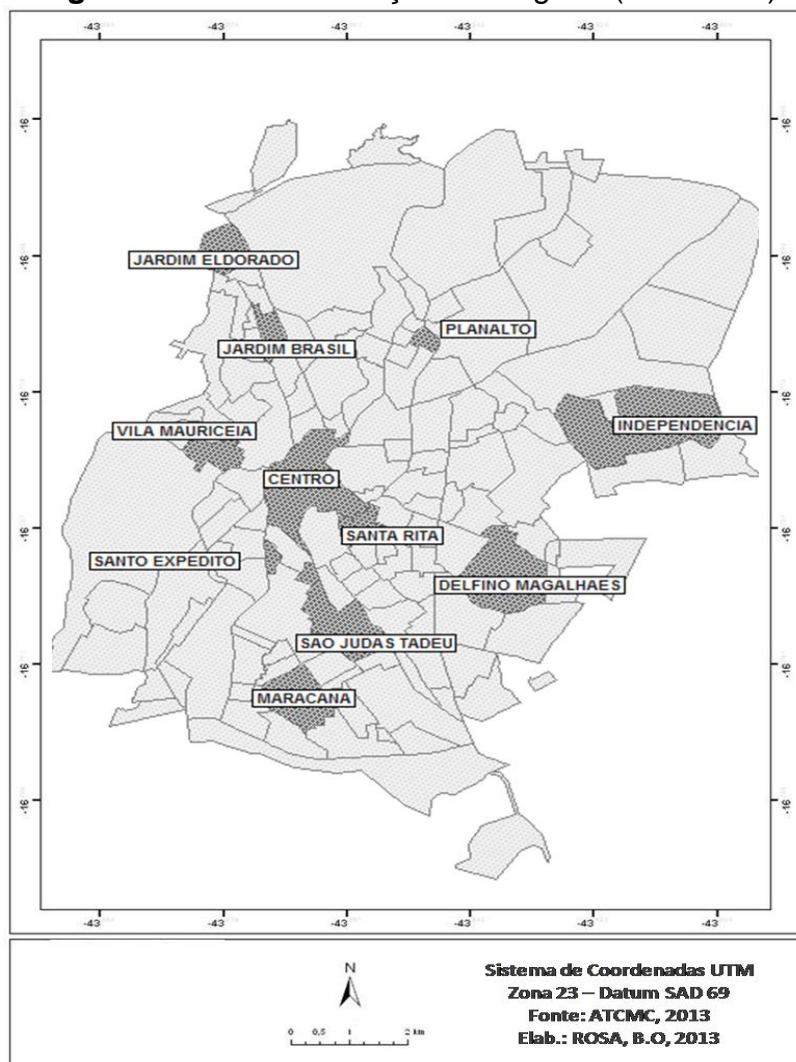 -43 -43 -43 -43 -43 -43
-16
-16
JARDIM ELDORADO
PLANALTO
JARDIM BRASIL
-16
-16
INDEPENDENCIA
VILA MAURICEIA
CENTRO
-16
-16
SANTA RITA
SANTO EXPEDITO
DELFINO MAGALHAES
SAO JUDAS TADEU
-16
-16
MARACANA
-16
-16
-43 -43 -43 -43 -43 -43
N
0 0,5 1 2 km
Sistema de Coordenadas UTM
Zona 23 – Datum SAD 69
Fonte: ATCMC, 2013
Elab.: ROSA, B.O, 2013